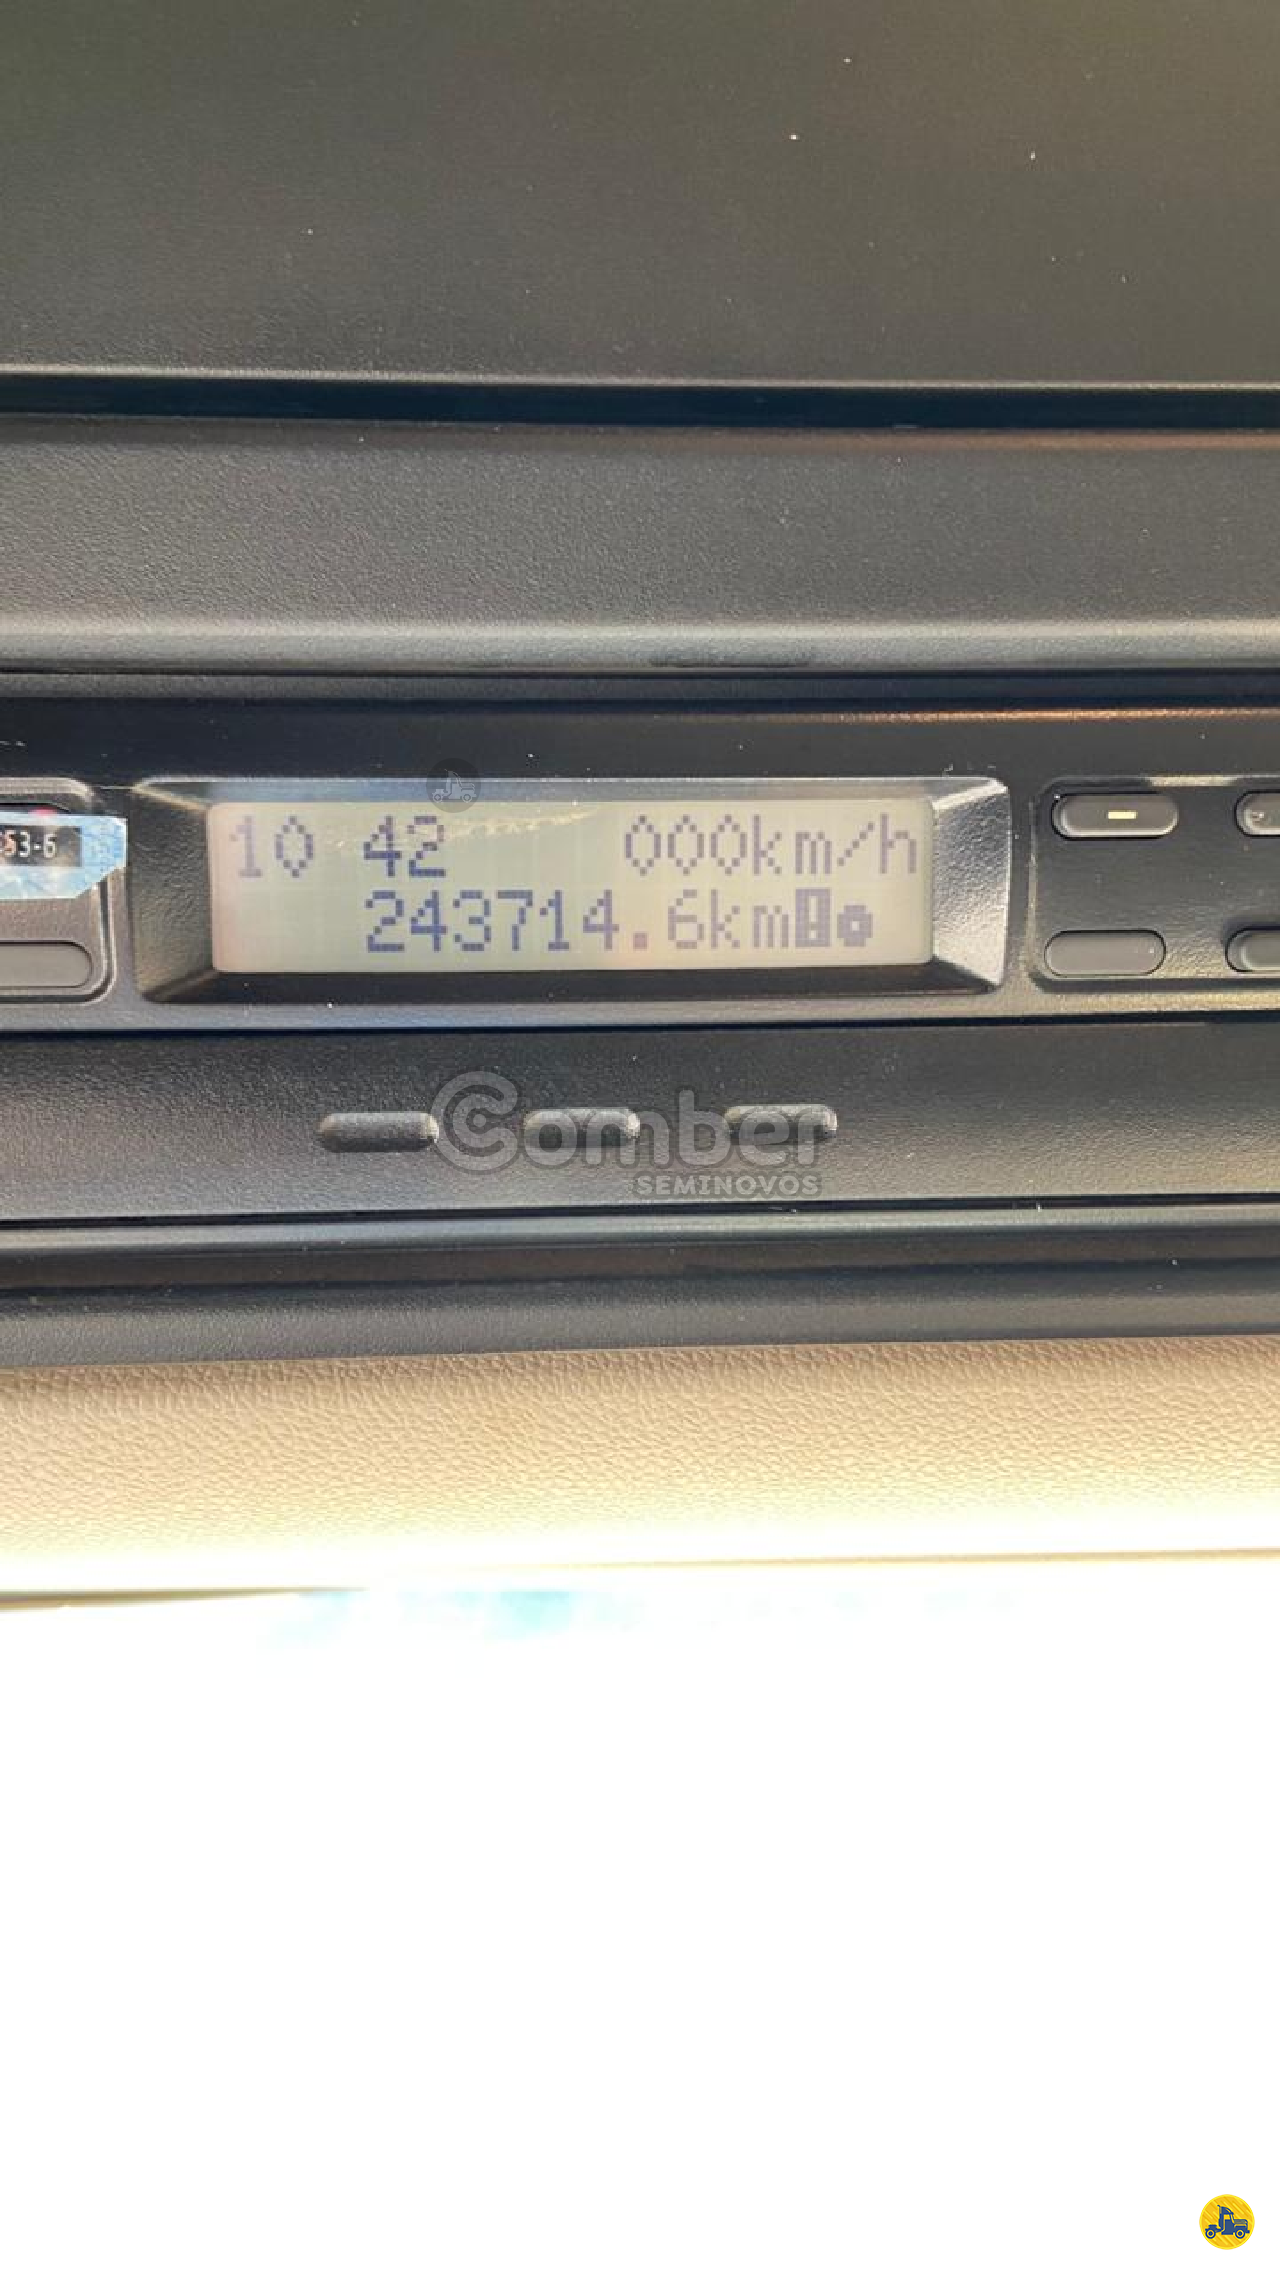 10 42 000km/h
53-6
243714.6km
Comber
SEMINOVOS